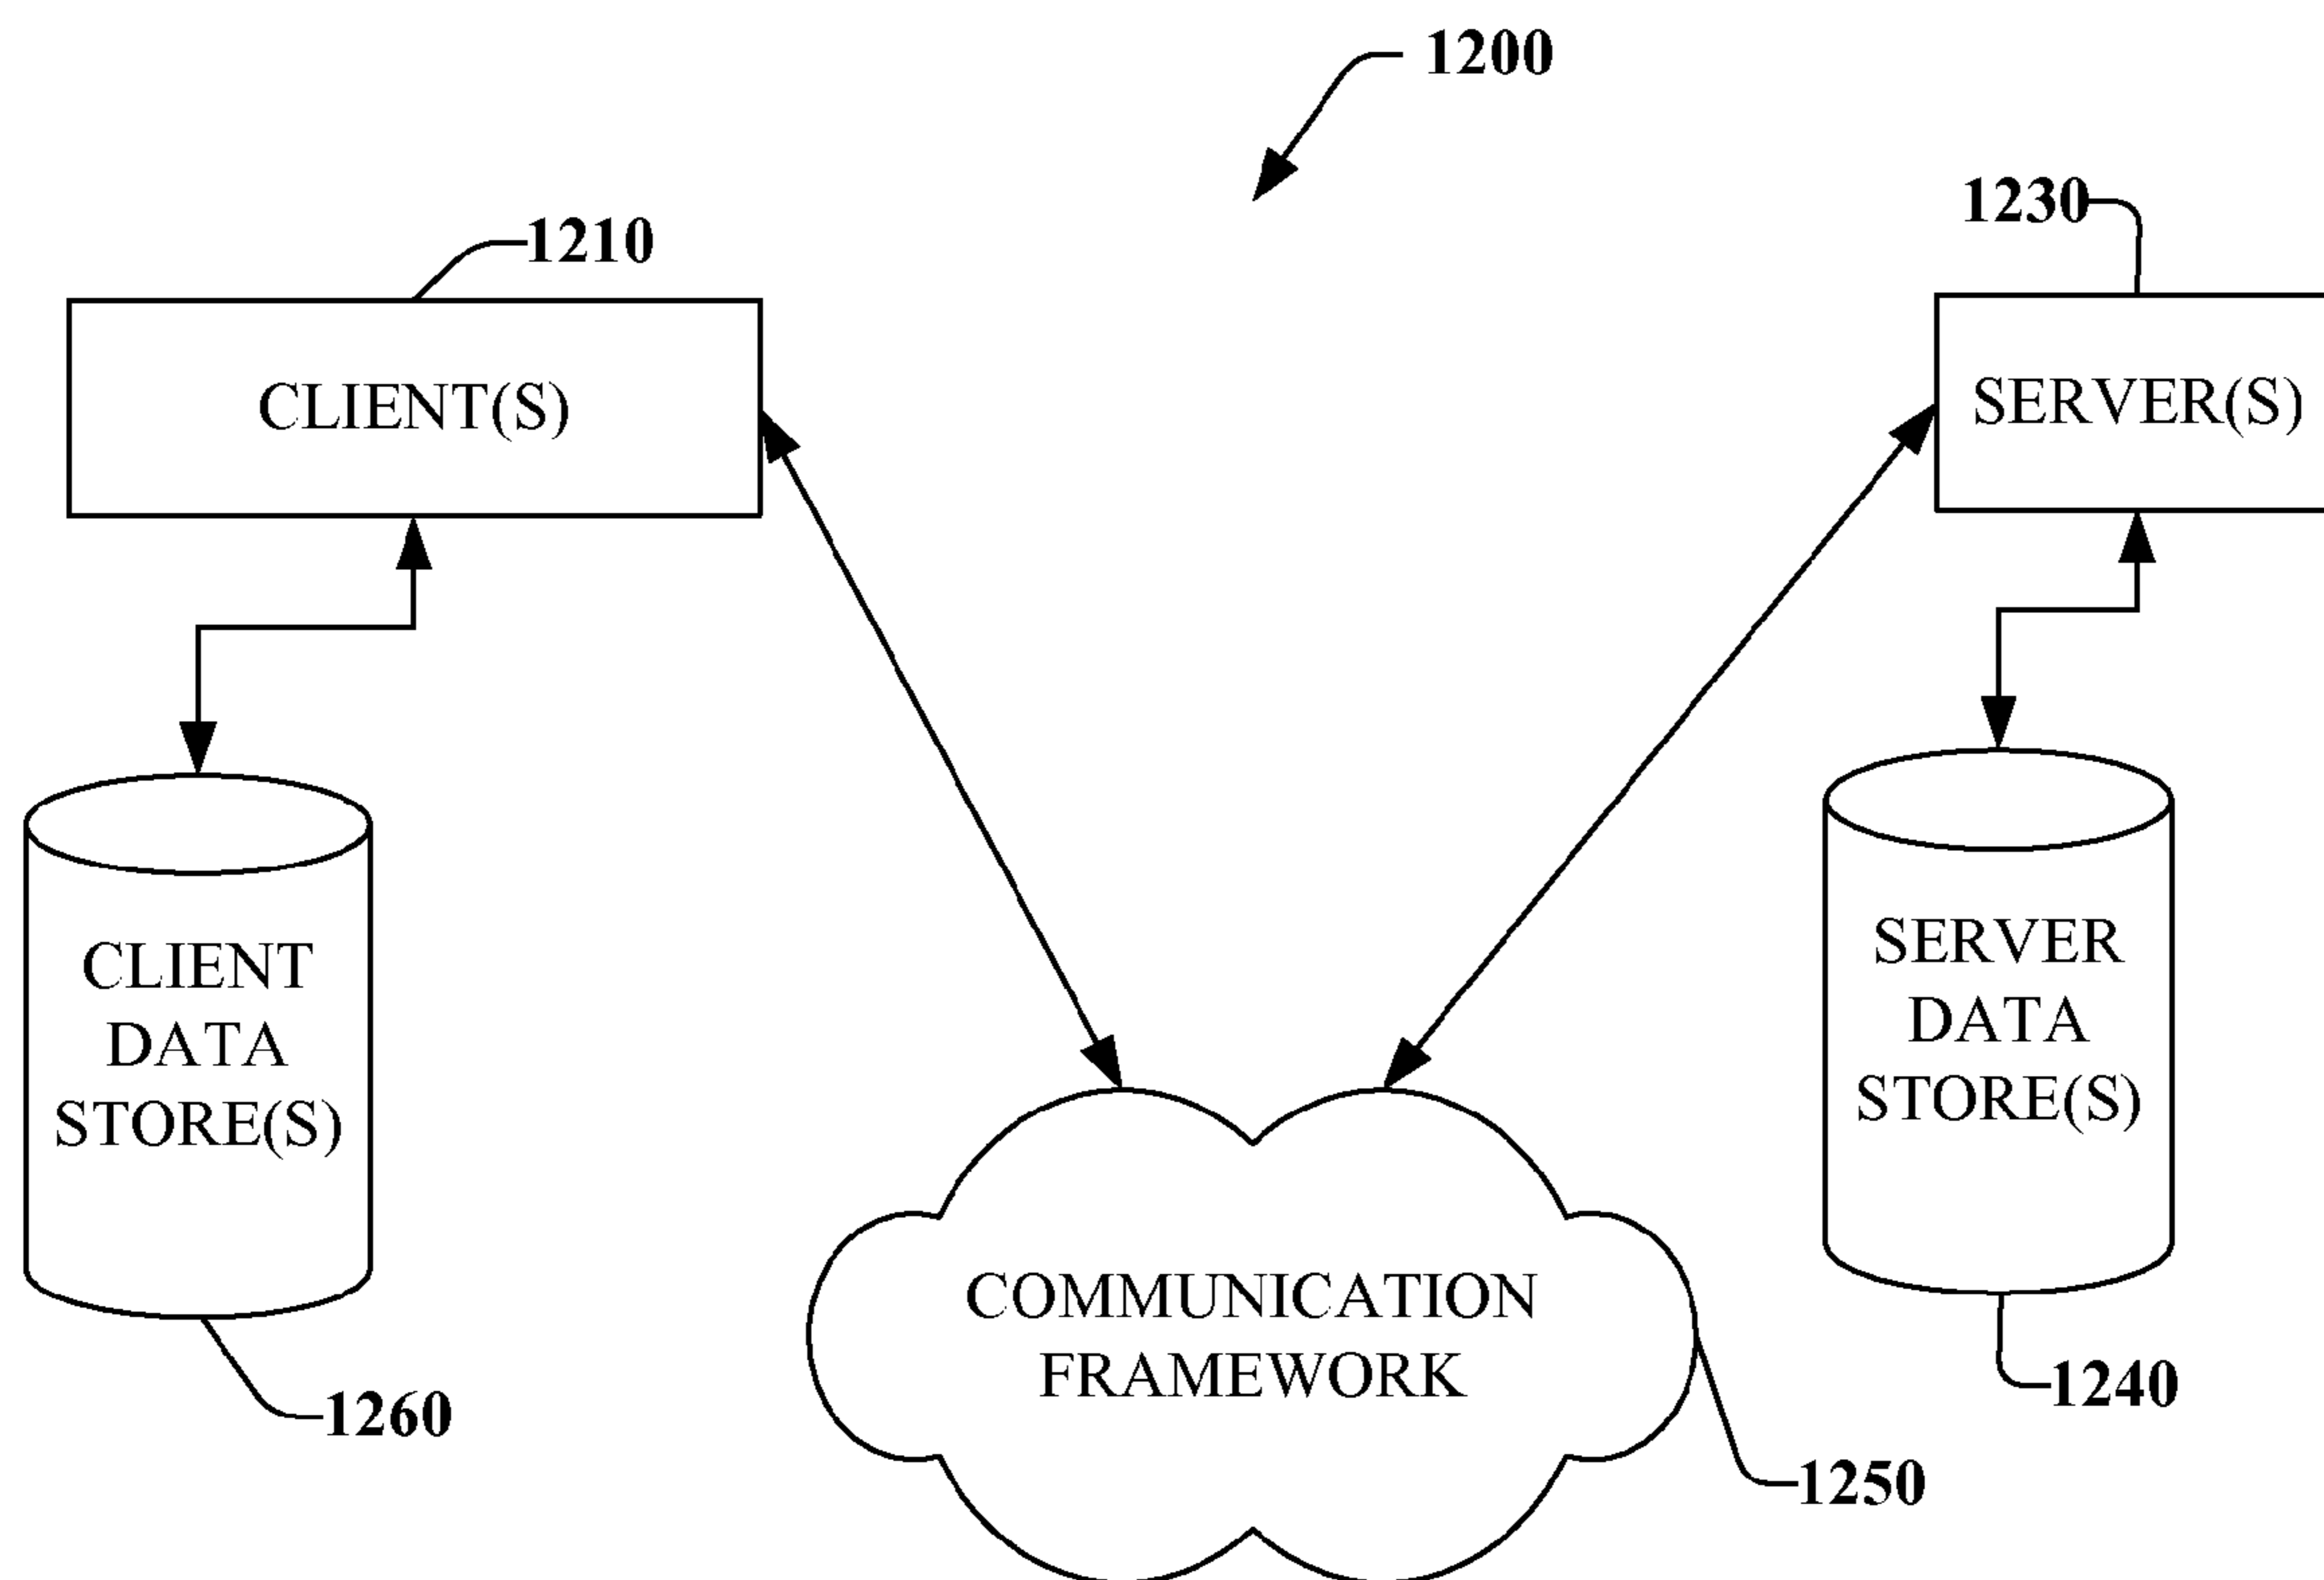 1200
1210
1230
CLIENT(S)
SERVER(S)
CLIENT
DATA
STORE(S)
SERVER
DATA
STORE(S)
COMMUNICATION
FRAMEWORK
1260
1240
1250